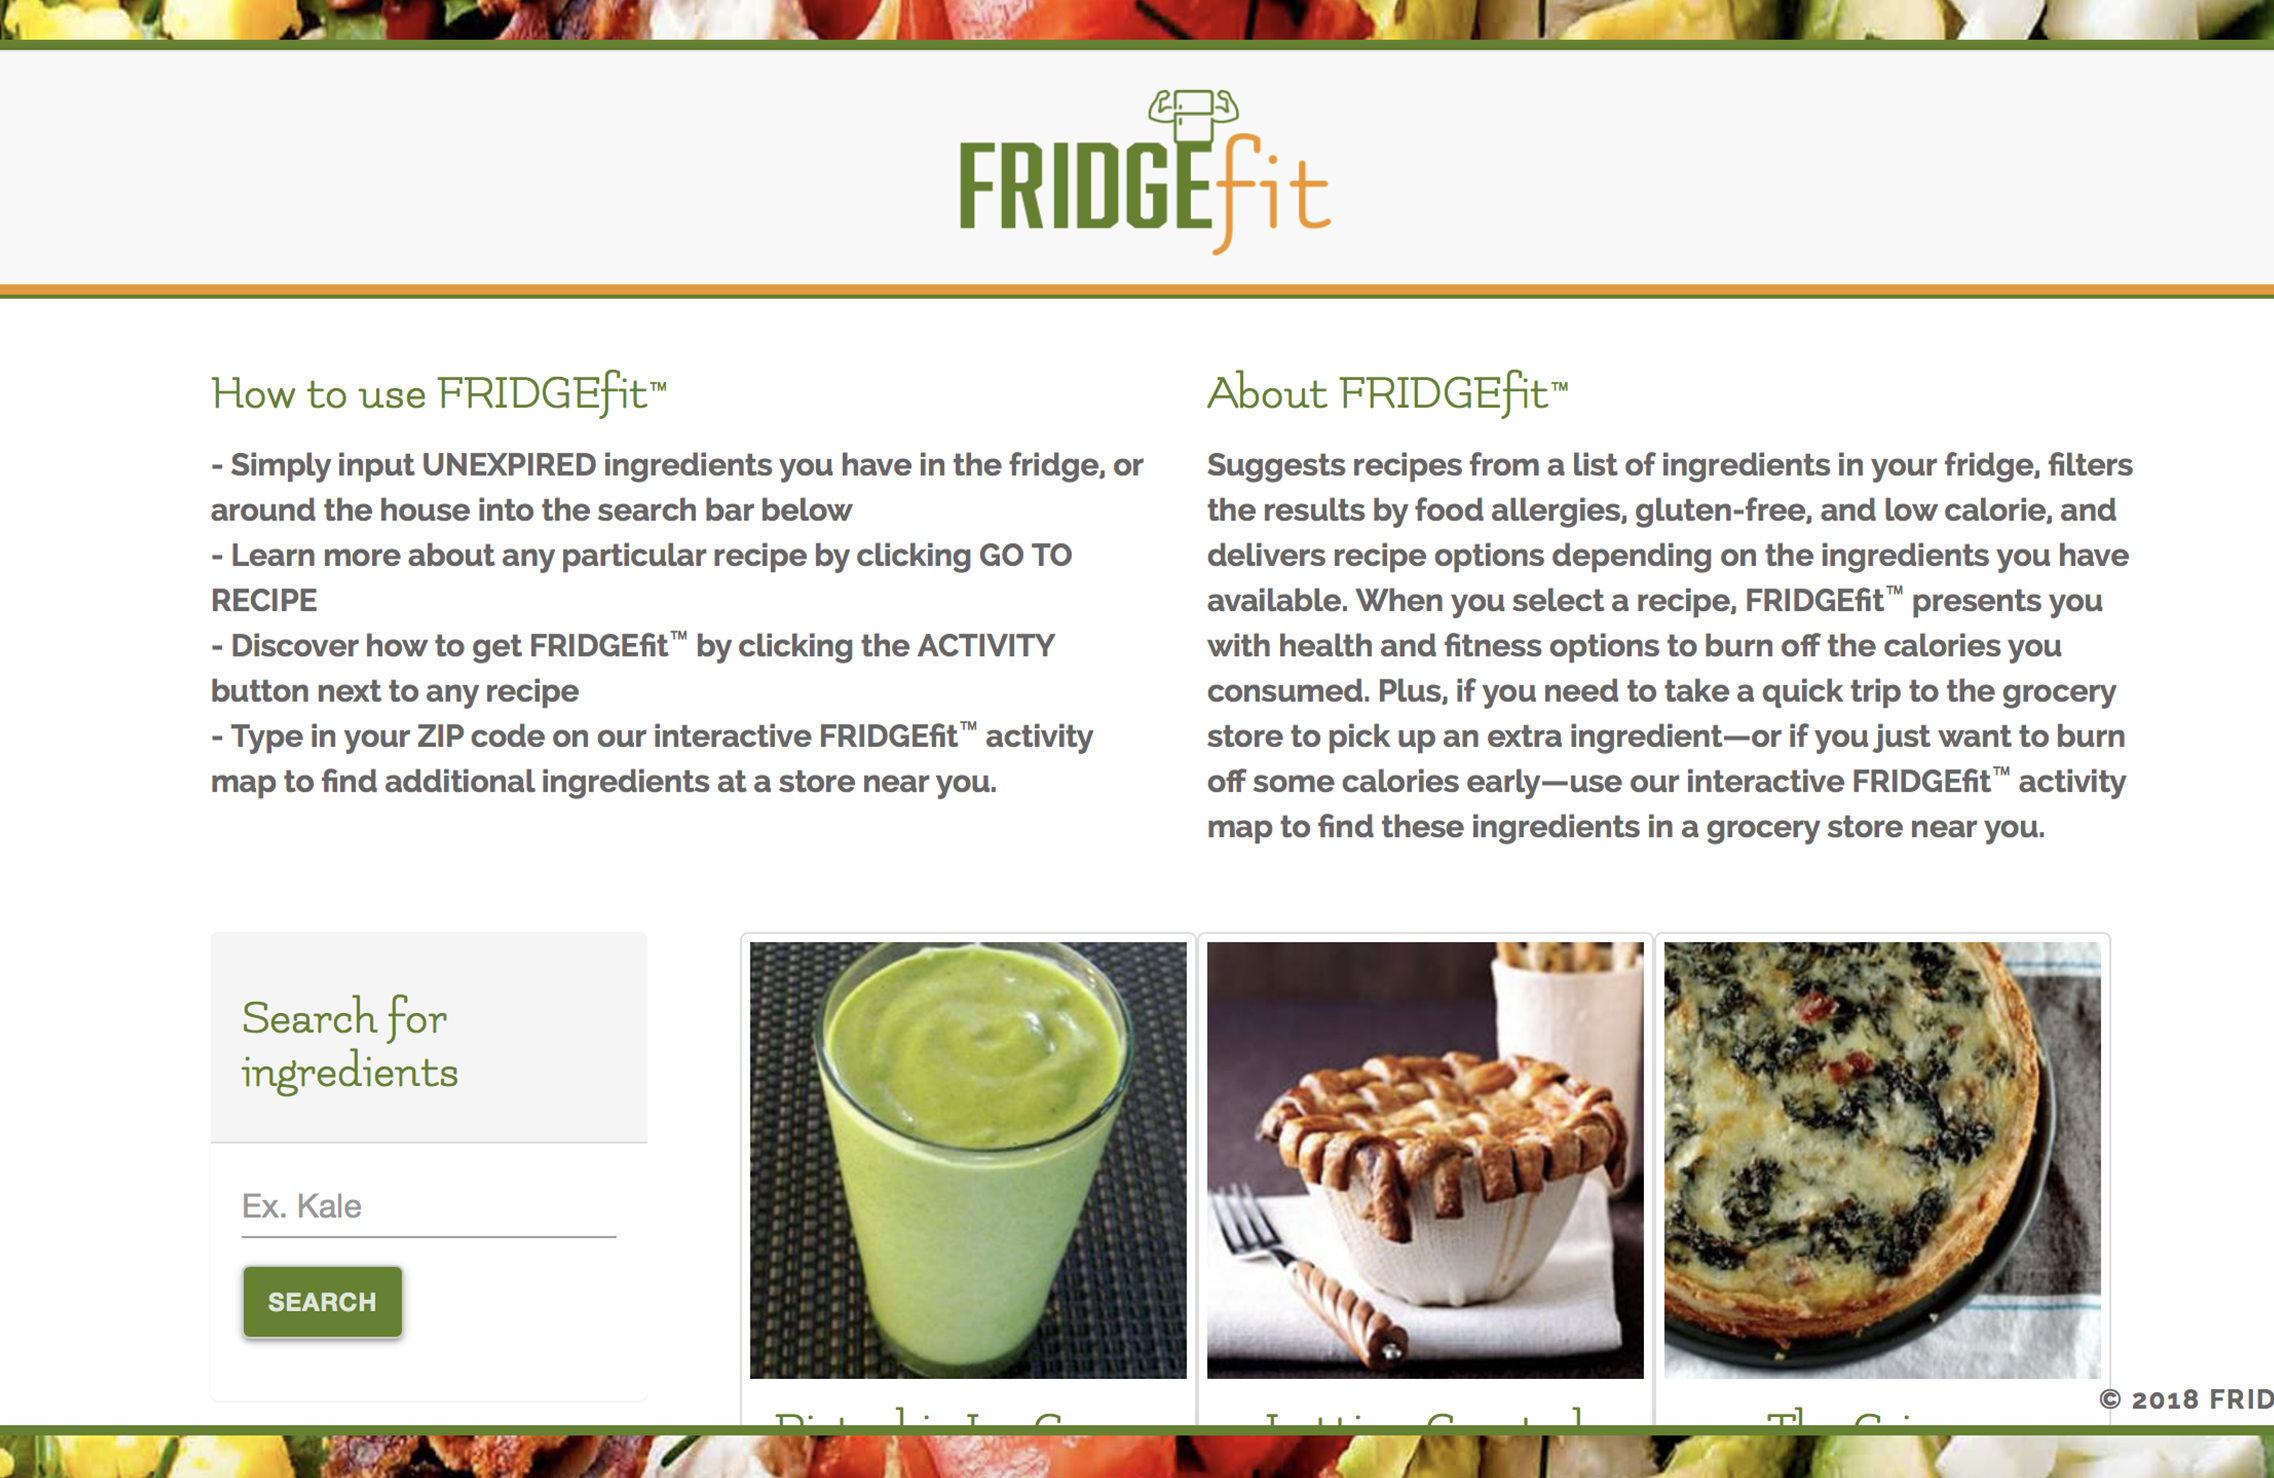 FRIDGEfit
How to use FRIDGEfit™
- Simply input UNEXPIRED ingredients you have in the fridge, or
around the house into the search bar below
- Learn more about any particular recipe by clicking GO TO
RECIPE
- Discover how to get FRIDGEfit™ by clicking the ACTIVITY
button next to any recipe
- Type in your ZIP code on our interactive FRIDGEfit™ activity
map to find additional ingredients at a store near you.
About FRIDGEfit™
Suggests recipes from a list of ingredients in your fridge, filters
the results by food allergies, gluten-free, and low calorie, and
delivers recipe options depending on the ingredients you have
available. When you select a recipe, FRIDGEfit™ presents you
with health and fitness options to burn off the calories you
consumed. Plus, if you need to take a quick trip to the grocery
store to pick up an extra ingredient—or if you just want to burn
off some calories early—use our interactive FRIDGEfit™ activity
map to find these ingredients in a grocery store near you.
Search for
ingredients
Ex. Kale
SEARCH
© 2018 FRID